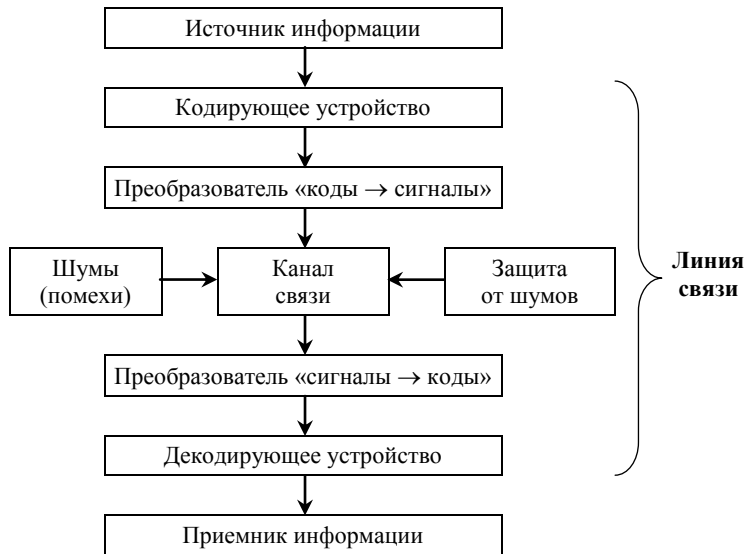 Источник информации
Кодирующее устройство
Преобразователь «коды → сигналы»
Шумы
(помехи)
Канал
связи
Защита
от шумов
Линия
связи
Преобразователь «сигналы → коды»
Декодирующее устройство
Приемник информации